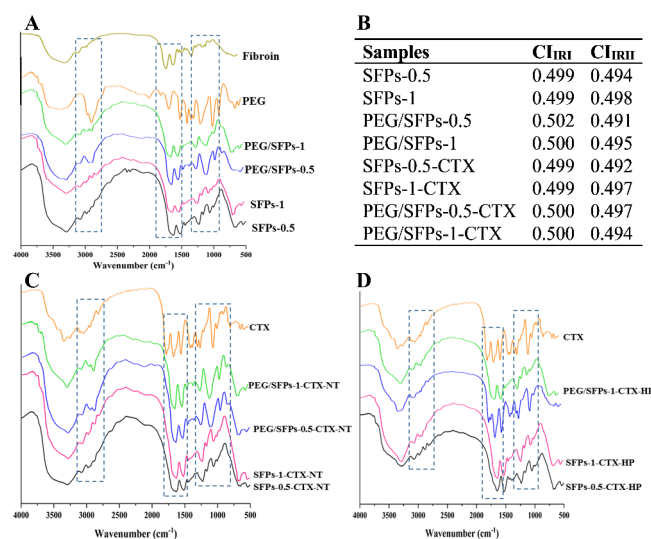 A
Fibroin
PEG
PEG/SFPs-1
PEG/SFPs-0.5
SFPs-1
SFPs-0.5
4000 3500 3000 2500 2000 1500 1000 500
Wavenumber (cm-1)
B
Samples CIIRI CIIRII
SFPs-0.5 0.499 0.494
SFPs-1 0.499 0.498
PEG/SFPs-0.5 0.502 0.491
PEG/SFPs-1 0.500 0.495
SFPs-0.5-CTX 0.499 0.492
SFPs-1-CTX 0.499 0.497
PEG/SFPs-0.5-CTX 0.500 0.497
PEG/SFPs-1-CTX 0.500 0.494
C
CTX
PEG/SFPs-1-CTX-NT
PEG/SFPs-0.5-CTX-NT
SFPs-1-CTX-NT
SFPs-0.5-CTX-NT
4000 3500 3000 2500 2000 1500 1000 500
Wavenumber (cm-1)
D
CTX
PEG/SFPs-1-CTX-HP
SFPs-1-CTX-HP
SFPs-0.5-CTX-HP
4000 3500 3000 2500 2000 1500 1000 500
Wavenumber (cm-1)